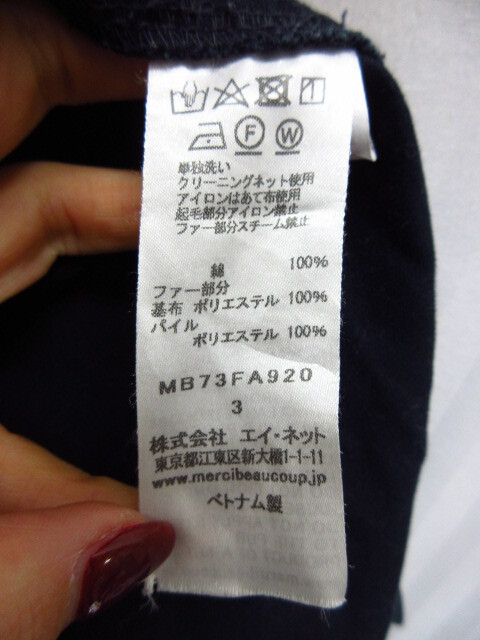 F W
単独洗い
クリーニングネット使用
アイロンはあて布使用
起毛部分アイロン禁止
ファー部分スチーム禁止
綿 100%
ファー部分
基布 ポリエステル 100%
パイル
ポリエステル 100%
MB73FA920
3
株式会社 エイ・ネット
東京都江東区新大橋1-1-11
www.mercibeaucoup.jp
ベトナム製